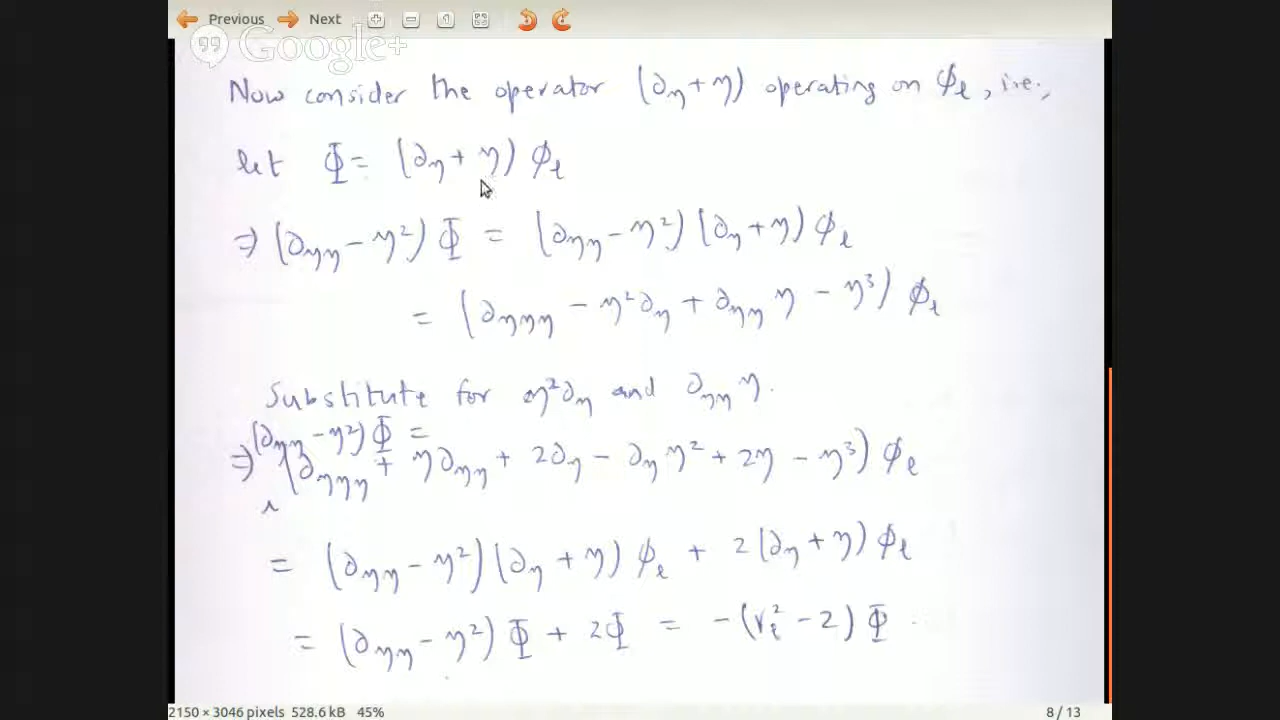 Previous Next
Google+
Now consider the operator (∂η + η) operating on ϕℓ, i.e.,
let Φ = (∂η + η) ϕℓ
⇒ (∂ηη − η²) Φ = (∂ηη − η²) (∂η + η) ϕℓ
= (∂ηηη − η²∂η + ∂ηη η − η³) ϕℓ
Substitute for η²∂η and ∂ηη η.
(∂ηη − η²) Φ =
⇒ (∂ηηη + η∂ηη + 2∂η − ∂η η² + 2η − η³) ϕℓ
= (∂ηη − η²) (∂η + η) ϕℓ + 2(∂η + η) ϕℓ
= (∂ηη − η²) Φ + 2Φ = −(γℓ² − 2) Φ
2150 × 3046 pixels 528.6 kB 45% 8 / 13